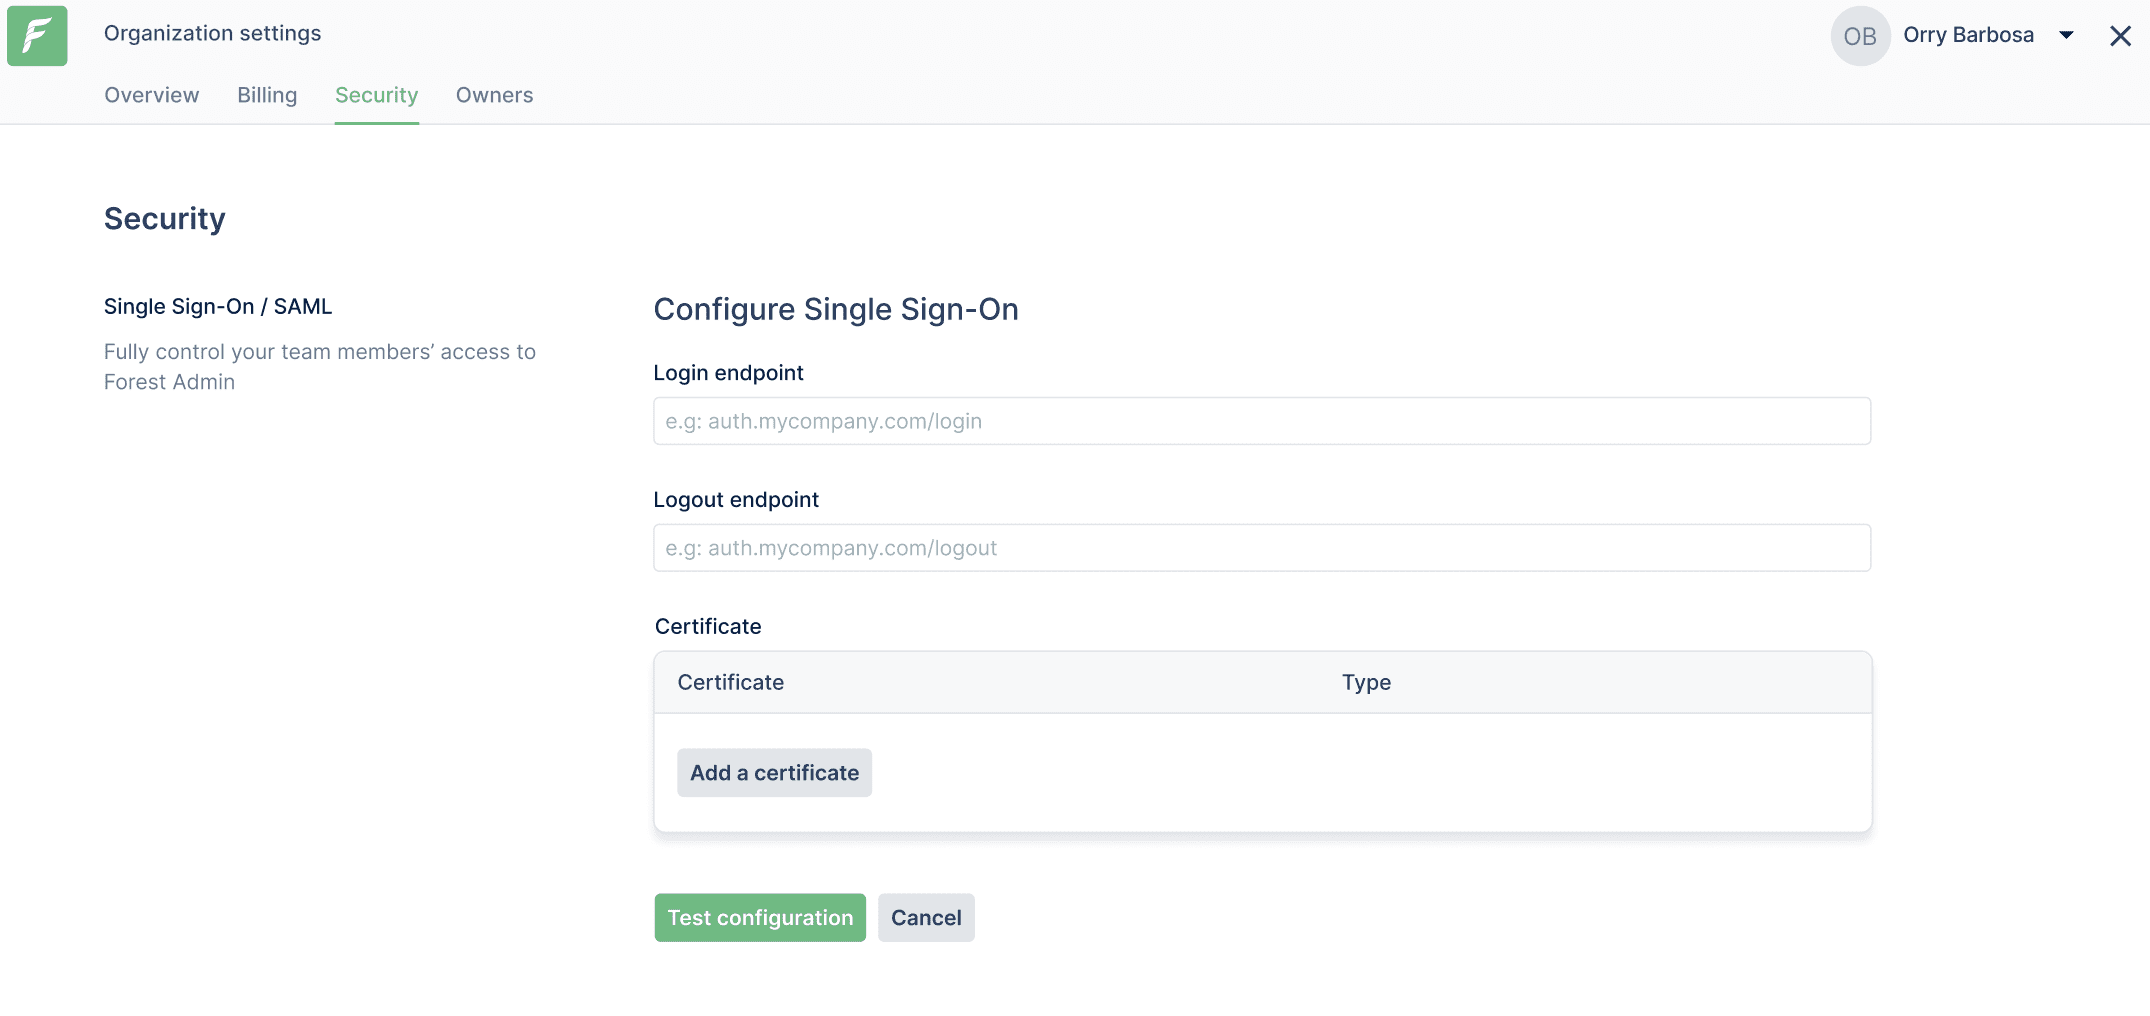 Organization settings
OB Orry Barbosa
Overview Billing Security Owners
Security
Single Sign-On / SAML
Fully control your team members’ access to
Forest Admin
Configure Single Sign-On
Login endpoint
e.g: auth.mycompany.com/login
Logout endpoint
e.g: auth.mycompany.com/logout
Certificate
Certificate Type
Add a certificate
Test configuration Cancel